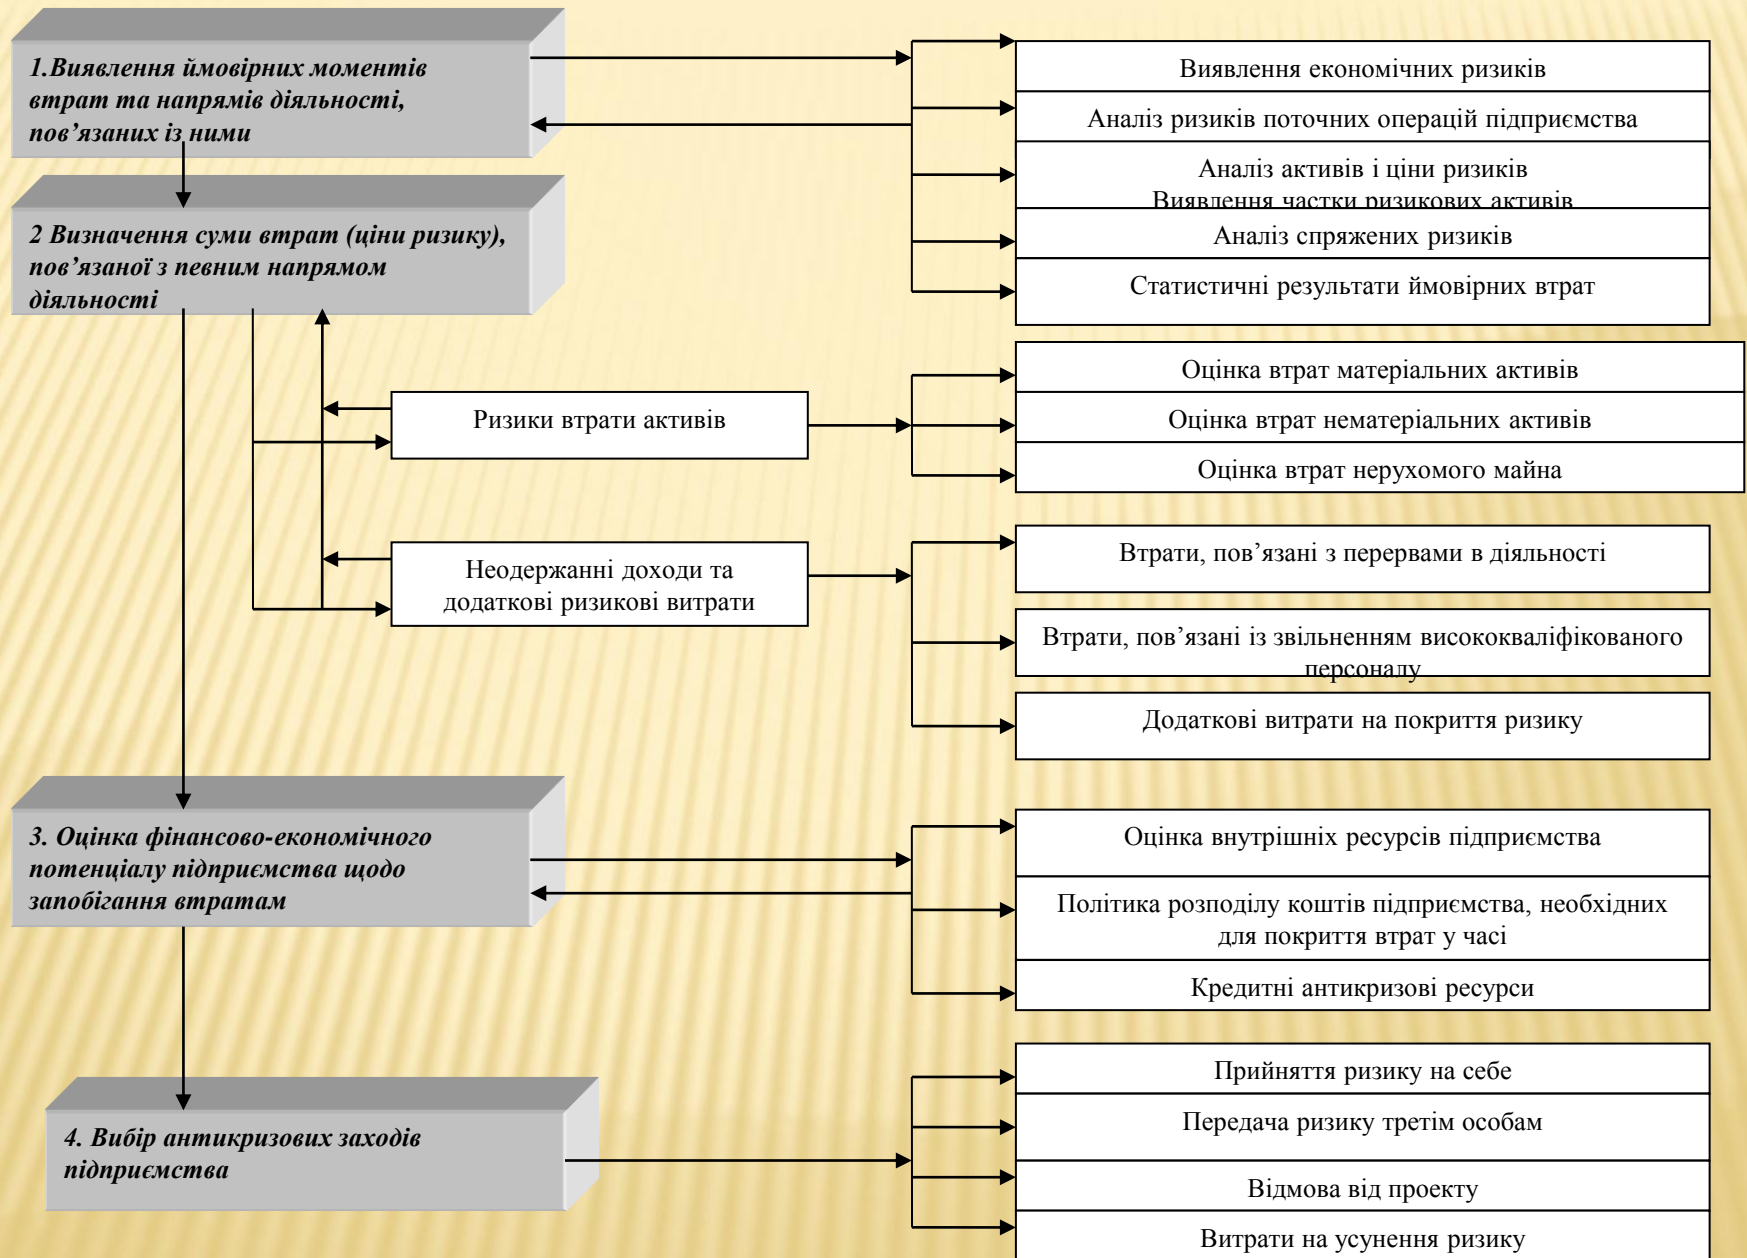 1.Виявлення ймовірних моментів
втрат та напрямів діяльності,
пов’язаних із ними
Виявлення економічних ризиків
Аналіз ризиків поточних операцій підприємства
Аналіз активів і ціни ризиків
Виявлення частки ризикових активів
Аналіз спряжених ризиків
Статистичні результати ймовірних втрат
2 Визначення суми втрат (ціни ризику),
пов’язаної з певним напрямом
діяльності
Ризики втрати активів
Оцінка втрат матеріальних активів
Оцінка втрат нематеріальних активів
Оцінка втрат нерухомого майна
Неодержанні доходи та
додаткові ризикові витрати
Втрати, пов’язані з перервами в діяльності
Втрати, пов’язані із звільненням висококваліфікованого
персоналу
Додаткові витрати на покриття ризику
3. Оцінка фінансово-економічного
потенціалу підприємства щодо
запобігання втратам
Оцінка внутрішніх ресурсів підприємства
Політика розподілу коштів підприємства, необхідних
для покриття втрат у часі
Кредитні антикризові ресурси
4. Вибір антикризових заходів
підприємства
Прийняття ризику на себе
Передача ризику третім особам
Відмова від проекту
Витрати на усунення ризику